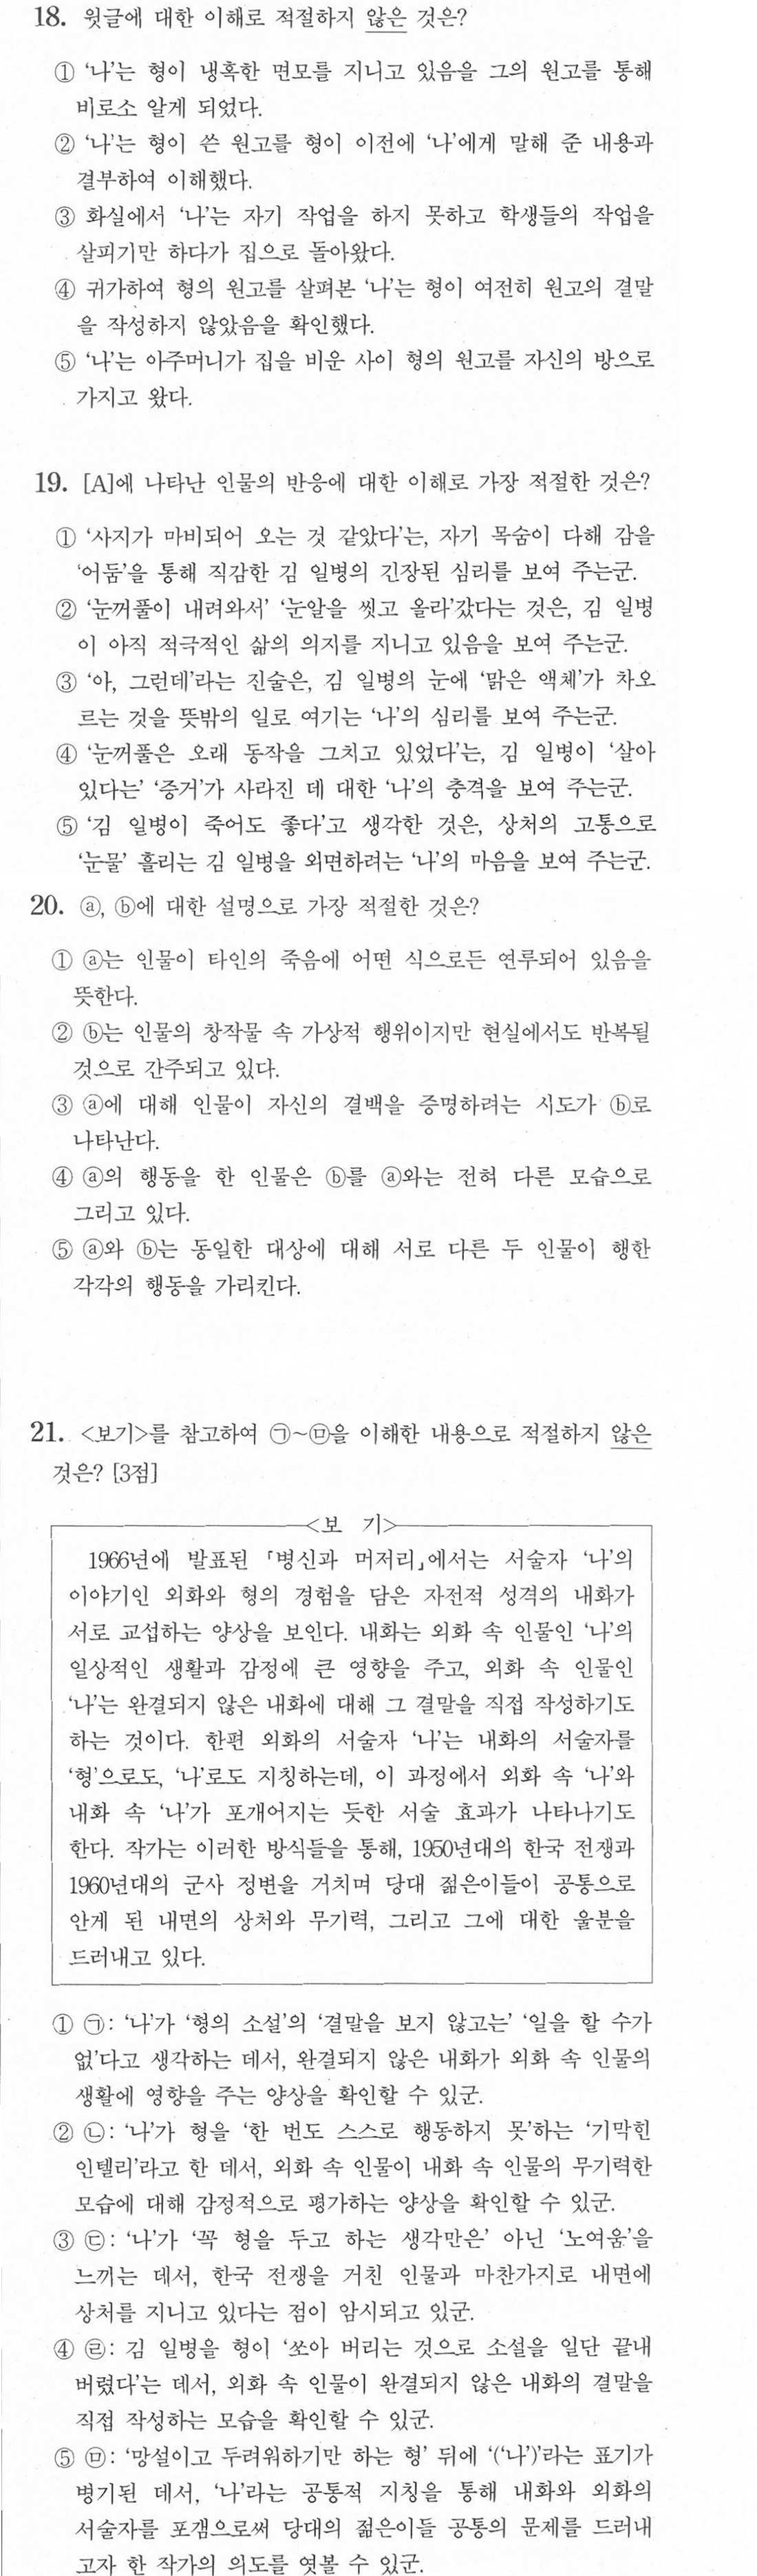 18. 윗글에 대한 이해로 적절하지 않은 것은?
① ‘나’는 형이 냉혹한 면모를 지니고 있음을 그의 원고를 통해
비로소 알게 되었다.
② ‘나’는 형이 쓴 원고를 형이 이전에 ‘나’에게 말해 준 내용과
결부하여 이해했다.
③ 화실에서 ‘나’는 자기 작업을 하지 못하고 학생들의 작업을
살피기만 하다가 집으로 돌아왔다.
④ 귀가하여 형의 원고를 살펴본 ‘나’는 형이 여전히 원고의 결말
을 작성하지 않았음을 확인했다.
⑤ ‘나’는 아주머니가 집을 비운 사이 형의 원고를 자신의 방으로
가지고 왔다.
19. [A]에 나타난 인물의 반응에 대한 이해로 가장 적절한 것은?
① ‘사지가 마비되어 오는 것 같았다’는, 자기 목숨이 다해 감을
‘어둠’을 통해 직감한 김 일병의 긴장된 심리를 보여 주는군.
② ‘눈꺼풀이 내려와서’ ‘눈알을 씻고 올라’갔다는 것은, 김 일병
이 아직 적극적인 삶의 의지를 지니고 있음을 보여 주는군.
③ ‘아, 그런데’라는 진술은, 김 일병의 눈에 ‘맑은 액체’가 차오
르는 것을 뜻밖의 일로 여기는 ‘나’의 심리를 보여 주는군.
④ ‘눈꺼풀은 오래 동작을 그치고 있었다’는, 김 일병이 ‘살아
있다는’ ‘증거’가 사라진 데 대한 ‘나’의 충격을 보여 주는군.
⑤ ‘김 일병이 죽어도 좋다’고 생각한 것은, 상처의 고통으로
‘눈물’ 흘리는 김 일병을 외면하려는 ‘나’의 마음을 보여 주는군.
20. ⓐ, ⓑ에 대한 설명으로 가장 적절한 것은?
① ⓐ는 인물이 타인의 죽음에 어떤 식으로든 연루되어 있음을
뜻한다.
② ⓑ는 인물의 창작물 속 가상적 행위이지만 현실에서도 반복될
것으로 간주되고 있다.
③ ⓐ에 대해 인물이 자신의 결백을 증명하려는 시도가 ⓑ로
나타난다.
④ ⓐ의 행동을 한 인물은 ⓑ를 ⓐ와는 전혀 다른 모습으로
그리고 있다.
⑤ ⓐ와 ⓑ는 동일한 대상에 대해 서로 다른 두 인물이 행한
각각의 행동을 가리킨다.
21. <보기>를 참고하여 ㉠~㉤을 이해한 내용으로 적절하지 않은
것은? [3점]
<보 기>
1966년에 발표된 「병신과 머저리」에서는 서술자 ‘나’의
이야기인 외화와 형의 경험을 담은 자전적 성격의 내화가
서로 교섭하는 양상을 보인다. 내화는 외화 속 인물인 ‘나’의
일상적인 생활과 감정에 큰 영향을 주고, 외화 속 인물인
‘나’는 완결되지 않은 내화에 대해 그 결말을 직접 작성하기도
하는 것이다. 한편 외화의 서술자 ‘나’는 내화의 서술자를
‘형’으로도, ‘나’로도 지칭하는데, 이 과정에서 외화 속 ‘나’와
내화 속 ‘나’가 포개어지는 듯한 서술 효과가 나타나기도
한다. 작가는 이러한 방식들을 통해, 1950년대의 한국 전쟁과
1960년대의 군사 정변을 거치며 당대 젊은이들이 공통으로
안게 된 내면의 상처와 무기력, 그리고 그에 대한 울분을
드러내고 있다.
① ㉠: ‘나’가 ‘형의 소설’의 ‘결말을 보지 않고는’ ‘일을 할 수가
없’다고 생각하는 데서, 완결되지 않은 내화가 외화 속 인물의
생활에 영향을 주는 양상을 확인할 수 있군.
② ㉡: ‘나’가 형을 ‘한 번도 스스로 행동하지 못’하는 ‘기막힌
인텔리’라고 한 데서, 외화 속 인물이 내화 속 인물의 무기력한
모습에 대해 감정적으로 평가하는 양상을 확인할 수 있군.
③ ㉢: ‘나’가 ‘꼭 형을 두고 하는 생각만은’ 아닌 ‘노여움’을
느끼는 데서, 한국 전쟁을 거친 인물과 마찬가지로 내면에
상처를 지니고 있다는 점이 암시되고 있군.
④ ㉣: 김 일병을 형이 ‘쏘아 버리는 것으로 소설을 일단 끝내
버렸다’는 데서, 외화 속 인물이 완결되지 않은 내화의 결말을
직접 작성하는 모습을 확인할 수 있군.
⑤ ㉤: ‘망설이고 두려워하기만 하는 형’ 뒤에 ‘(‘나’)’라는 표기가
병기된 데서, ‘나’라는 공통적 지칭을 통해 내화와 외화의
서술자를 포갬으로써 당대의 젊은이들 공통의 문제를 드러내
고자 한 작가의 의도를 엿볼 수 있군.